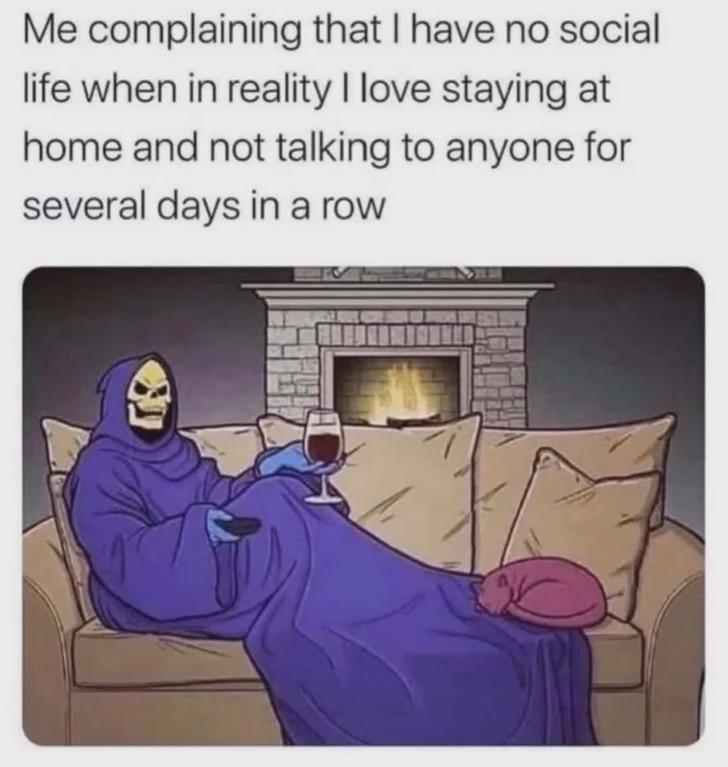 Me complaining that I have no social
life when in reality I love staying at
home and not talking to anyone for
several days in a row